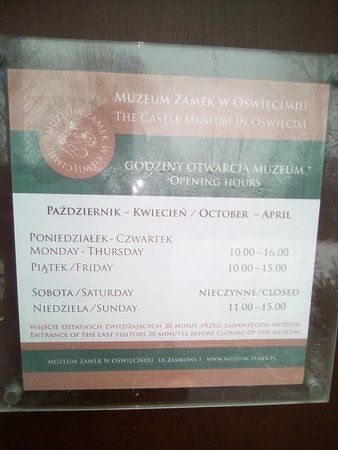 MUZEUM ZAMEK W OŚWIĘCIMIU
MUZEUM ZAMEK W OŚWIĘCIMIU
THE CASTLE MUSEUM IN OŚWIĘCIM
GODZINY OTWARCIA MUZEUM *
*OPENING HOURS
PAŹDZIERNIK – KWIECIEŃ / OCTOBER – APRIL
PONIEDZIAŁEK - CZWARTEK
MONDAY - THURSDAY 10.00 – 16.00
PIĄTEK / FRIDAY 10.00 – 15.00
SOBOTA / SATURDAY NIECZYNNE/CLOSED
NIEDZIELA / SUNDAY 11.00 – 15.00
WEJŚCIE OSTATNICH ZWIEDZAJĄCYCH 30 MINUT PRZED ZAMKNIĘCIEM MUZEUM.
ENTRANCE OF THE LAST VISITORS 30 MINUTES BEFORE CLOSING OF THE MUSEUM.
MUZEUM ZAMEK W OŚWIĘCIMIU UL.ZAMKOWA 1 WWW.MUZEUM-ZAMEK.PL